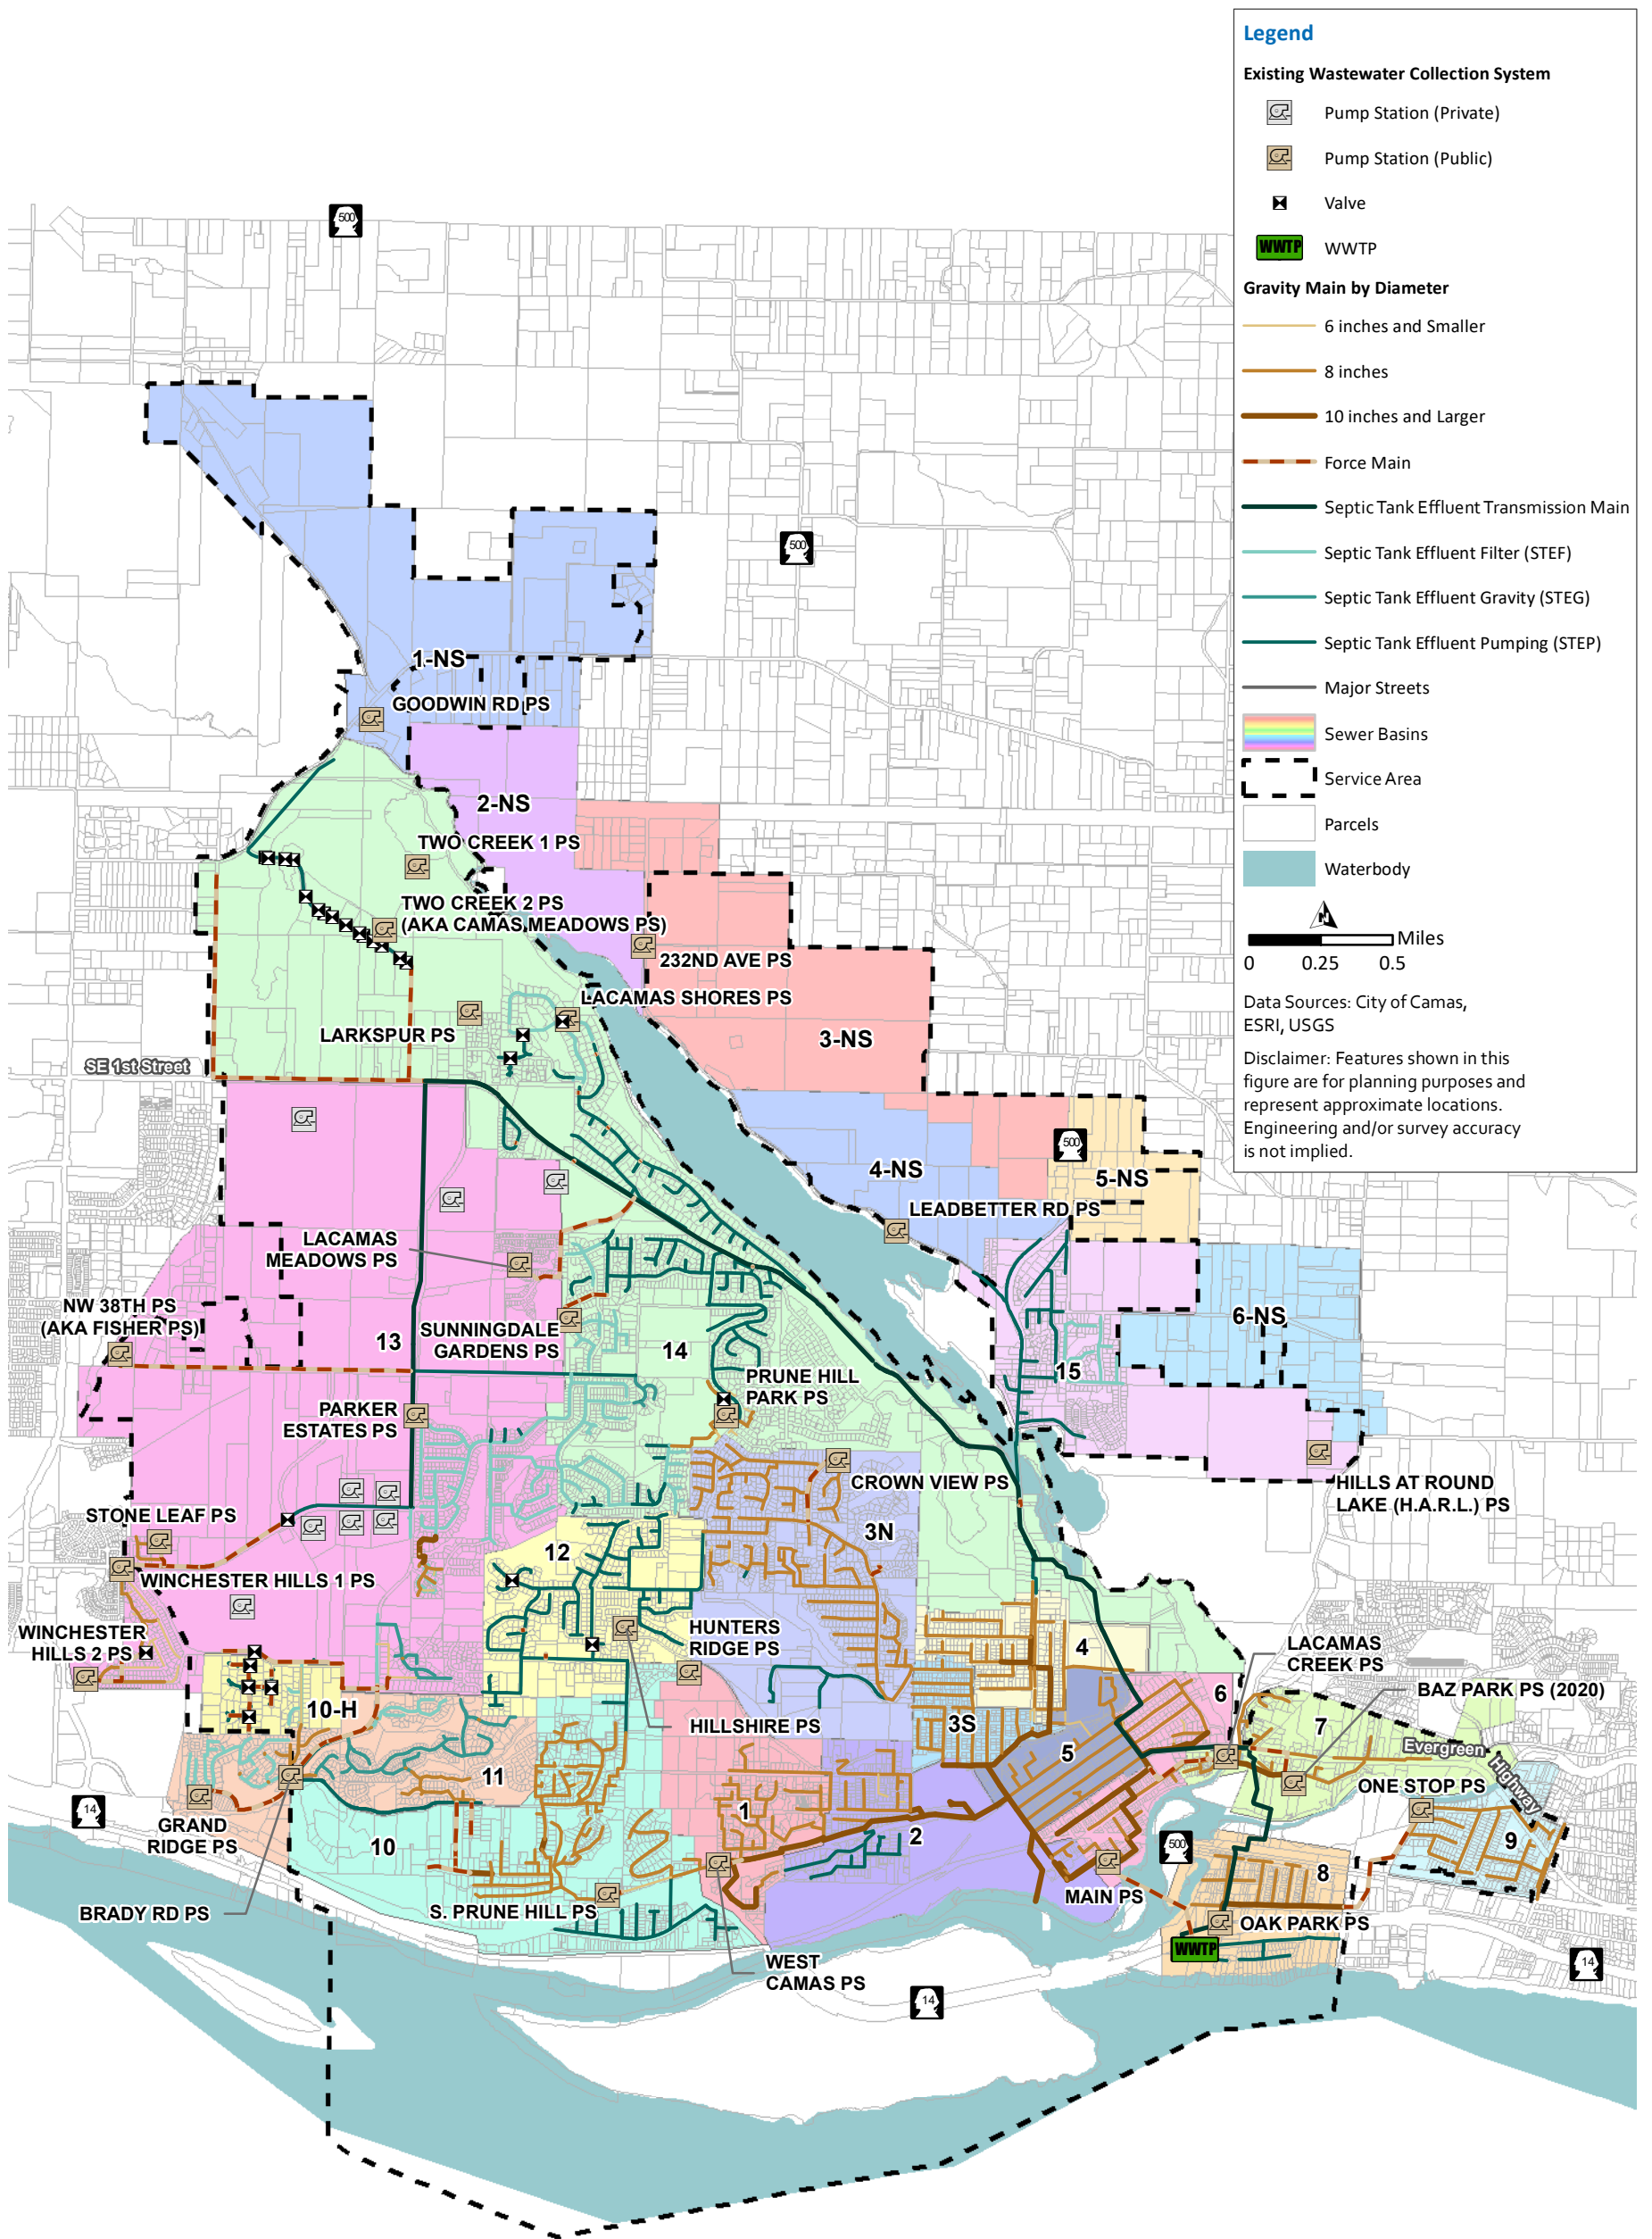 Legend
Existing Wastewater Collection System
Pump Station (Private)
Pump Station (Public)
Valve
WWTP
WWTP
Gravity Main by Diameter
6 inches and Smaller
8 inches
10 inches and Larger
Force Main
Septic Tank Effluent Transmission Main
Septic Tank Effluent Filter (STEF)
Septic Tank Effluent Gravity (STEG)
Septic Tank Effluent Pumping (STEP)
Major Streets
Sewer Basins
Service Area
Parcels
Waterbody
N
Miles
0 0.25 0.5
Data Sources: City of Camas,
ESRI, USGS
Disclaimer: Features shown in this
figure are for planning purposes and
represent approximate locations.
Engineering and/or survey accuracy
is not implied.
500
500
1-NS
GOODWIN RD PS
2-NS
TWO CREEK 1 PS
TWO CREEK 2 PS
(AKA CAMAS MEADOWS PS)
232ND AVE PS
LACAMAS SHORES PS
LARKSPUR PS
3-NS
SE 1st Street
500
4-NS
5-NS
LEADBETTER RD PS
LACAMAS
MEADOWS PS
NW 38TH PS
(AKA FISHER PS)
13
SUNNINGDALE
GARDENS PS
14
6-NS
15
PRUNE HILL
PARK PS
PARKER
ESTATES PS
CROWN VIEW PS
HILLS AT ROUND
LAKE (H.A.R.L.) PS
STONE LEAF PS
3N
12
WINCHESTER HILLS 1 PS
WINCHESTER
HILLS 2 PS
HUNTERS
RIDGE PS
4
LACAMAS
CREEK PS
BAZ PARK PS (2020)
6
10-H
HILLSHIRE PS
3S
7
5
Evergreen
Highway
11
ONE STOP PS
14
GRAND
RIDGE PS
1
2
10
500
9
8
MAIN PS
BRADY RD PS
S. PRUNE HILL PS
OAK PARK PS
WWTP
WEST
CAMAS PS
14
14